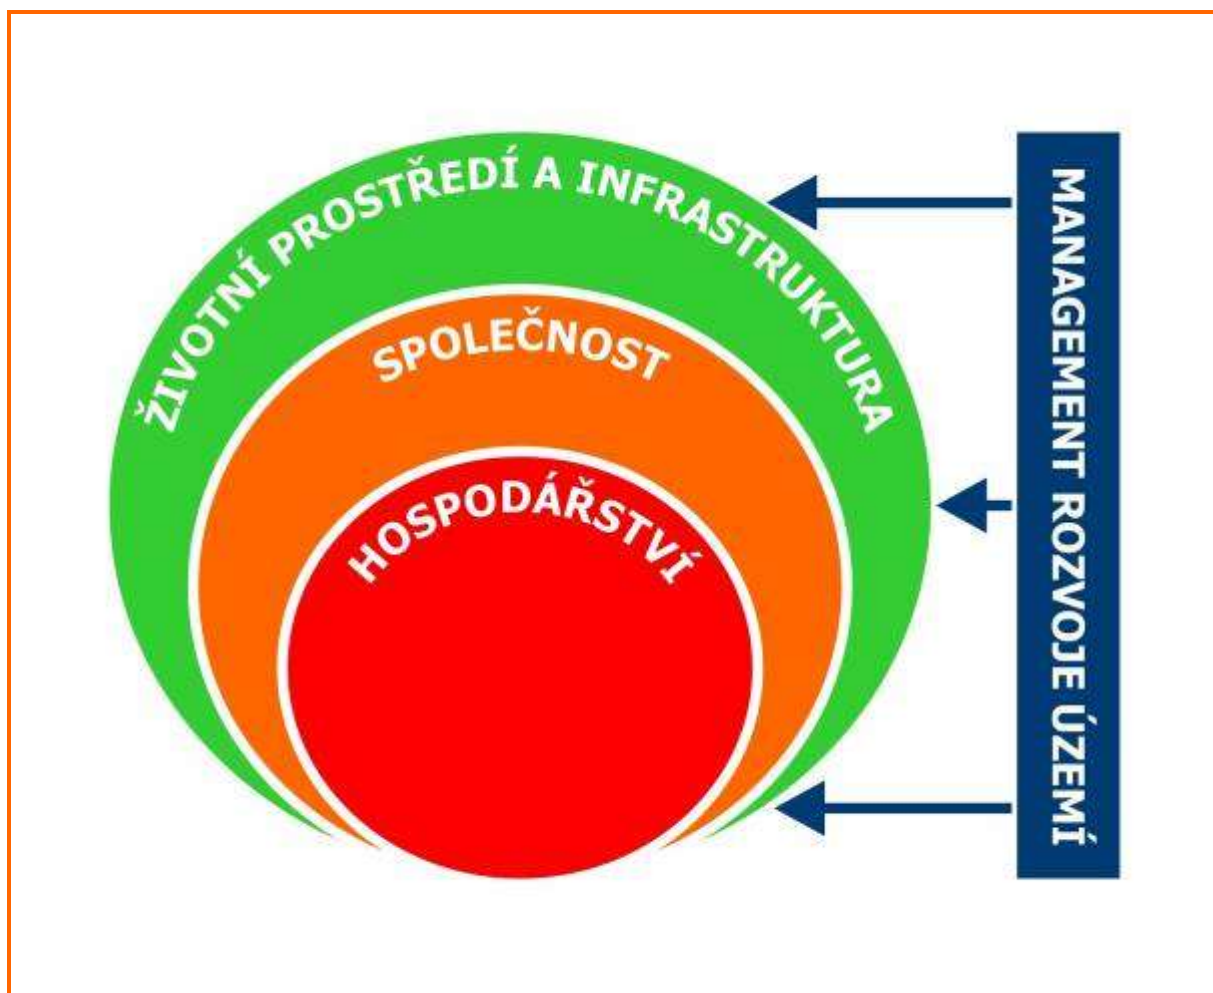 ŽIVOTNÍ PROSTŘEDÍ A INFRASTRUKTURA
SPOLEČNOST
HOSPODÁŘSTVÍ
MANAGEMENT ROZVOJE ÚZEMÍ